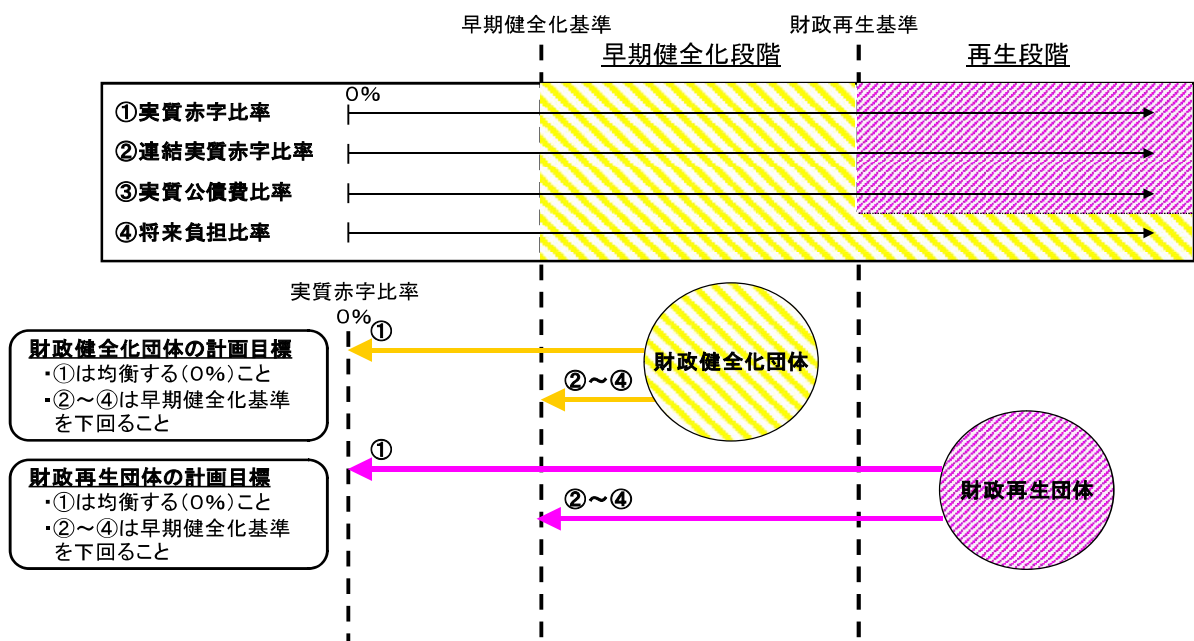 早期健全化基準
財政再生基準
早期健全化段階
再生段階
0%
①実質赤字比率
②連結実質赤字比率
③実質公債費比率
④将来負担比率
実質赤字比率
0%
財政健全化団体の計画目標
・①は均衡する(0%)こと
・②～④は早期健全化基準
を下回ること
①
②～④
財政健全化団体
財政再生団体の計画目標
・①は均衡する(0%)こと
・②～④は早期健全化基準
を下回ること
①
②～④
財政再生団体